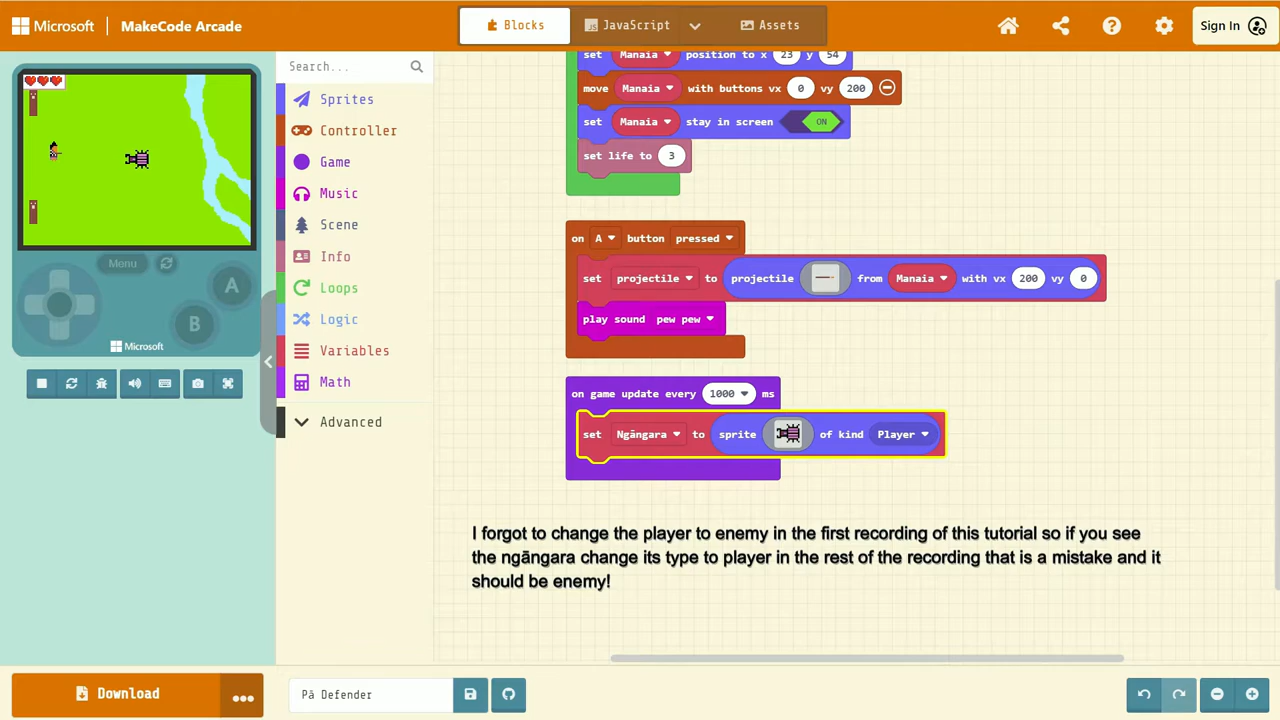 Microsoft | MakeCode Arcade
Blocks
JavaScript
Assets
Sign In
Search...
Sprites
Controller
Game
Music
Scene
Info
Loops
Logic
Variables
Math
Advanced
Menu
A
B
Microsoft
set Manaia position to x 23 y 54
move Manaia with buttons vx 0 vy 200
set Manaia stay in screen ON
set life to 3
on A button pressed
set projectile to projectile from Manaia with vx 200 vy 0
play sound pew pew
on game update every 1000 ms
set Ngāngara to sprite of kind Player
I forgot to change the player to enemy in the first recording of this tutorial so if you see
the ngāngara change its type to player in the rest of the recording that is a mistake and it
should be enemy!
Download
Pā Defender